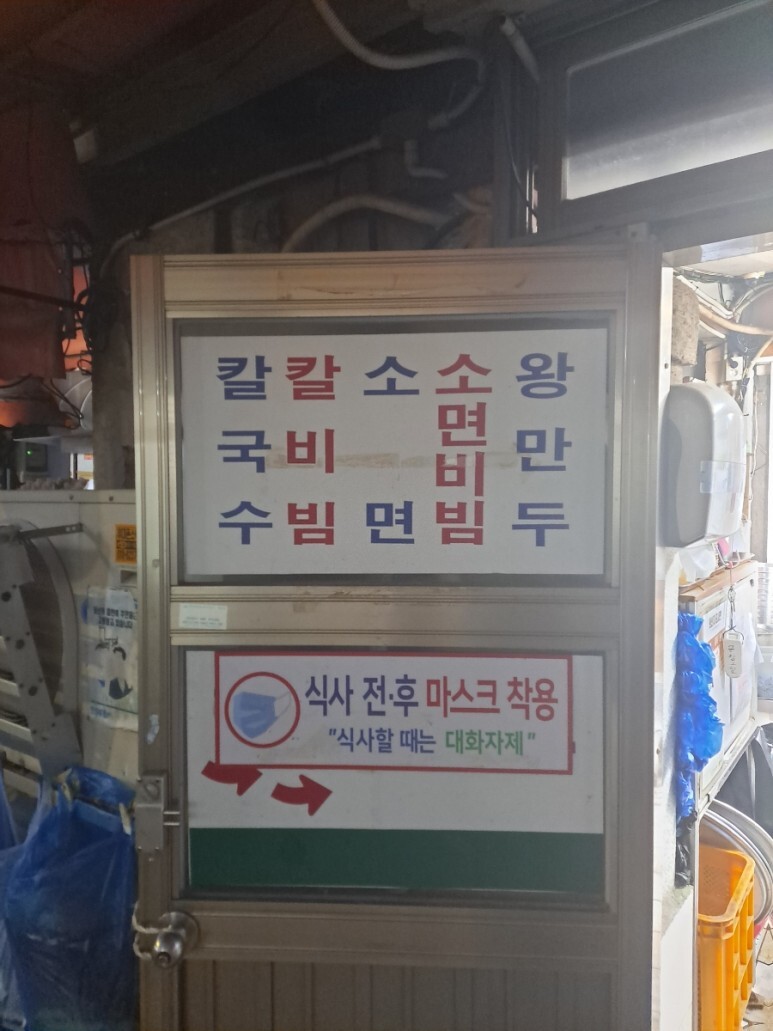 칼국수
칼비빔
소면
소면비빔
왕만두
식사 전·후 마스크 착용
"식사할 때는 대화자제"